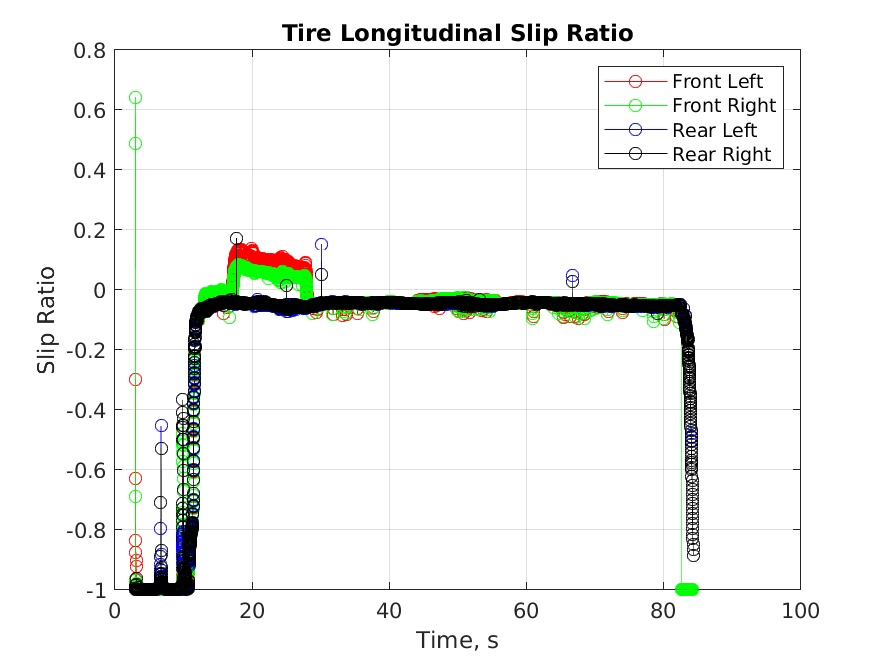 Tire Longitudinal Slip Ratio
0.8
0.6
0.4
0.2
0
-0.2
-0.4
-0.6
-0.8
-1
Slip Ratio
Front Left
Front Right
Rear Left
Rear Right
0
20
40
60
80
100
Time, s